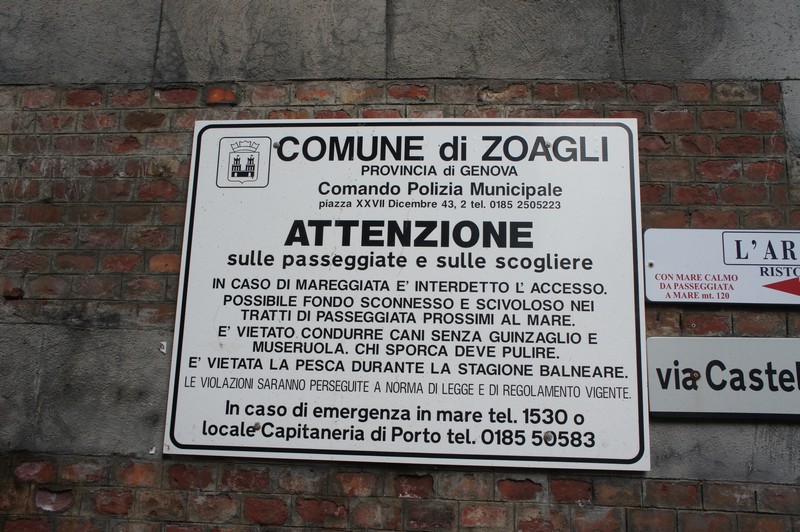 COMUNE di ZOAGLI
PROVINCIA di GENOVA
Comando Polizia Municipale
piazza XXVII Dicembre 43, 2 tel. 0185 2505223
ATTENZIONE
sulle passeggiate e sulle scogliere
IN CASO DI MAREGGIATA E' INTERDETTO L' ACCESSO.
POSSIBILE FONDO SCONNESSO E SCIVOLOSO NEI
TRATTI DI PASSEGGIATA PROSSIMI AL MARE.
E' VIETATO CONDURRE CANI SENZA GUINZAGLIO E
MUSERUOLA. CHI SPORCA DEVE PULIRE.
E' VIETATA LA PESCA DURANTE LA STAGIONE BALNEARE.
LE VIOLAZIONI SARANNO PERSEGUITE A NORMA DI LEGGE E DI REGOLAMENTO VIGENTE.
In caso di emergenza in mare tel. 1530 o
locale Capitaneria di Porto tel. 0185 50583
L'AR
RISTO
CON MARE CALMO
DA PASSEGGIATA
A MARE mt. 120
via Castel